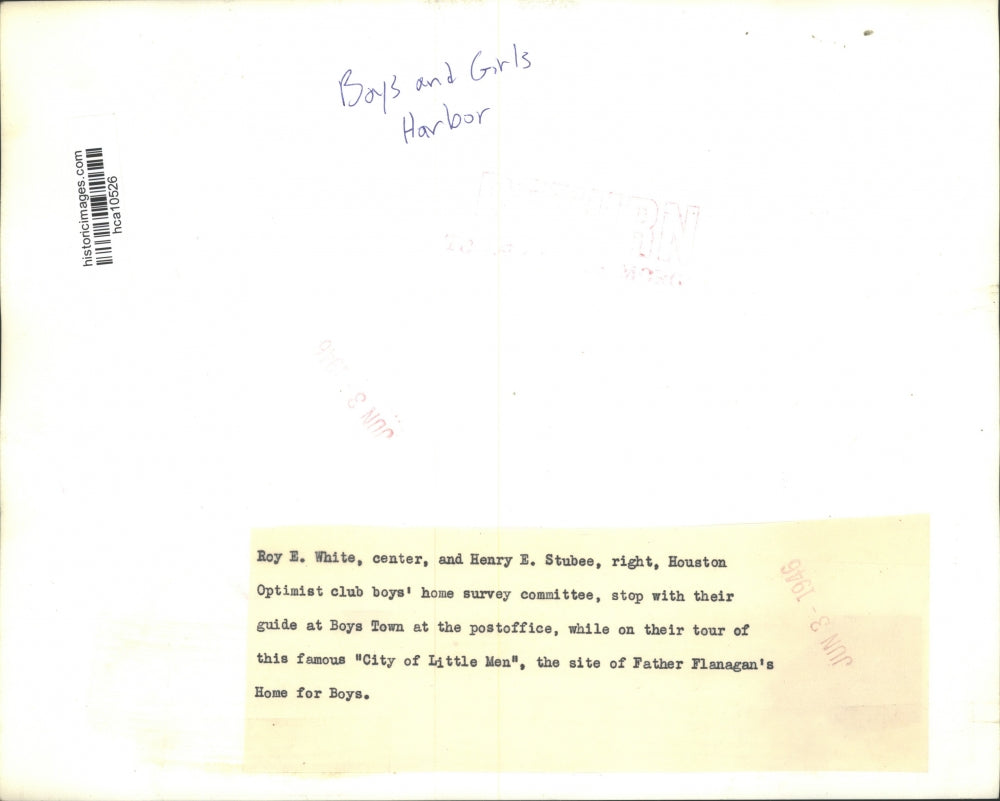 Boys and Girls
Harbor
historicimages.com
hca10526
JUN 3 - 1946
Roy E. White, center, and Henry E. Stubee, right, Houston
Optimist club boys' home survey committee, stop with their
guide at Boys Town at the postoffice, while on their tour of
this famous "City of Little Men", the site of Father Flanagan's
Home for Boys.
JUN 3 - 1946